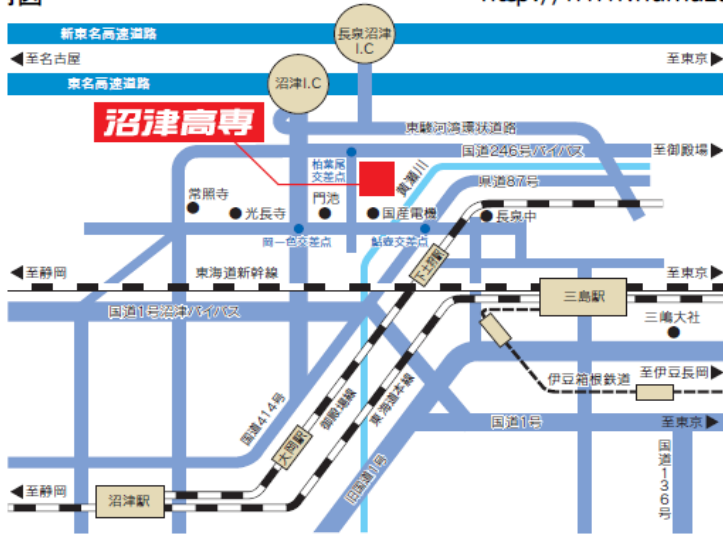 新東名高速道路
長泉沼津
I.C
至名古屋
至東京
東名高速道路
沼津I.C
沼津高専
東駿河湾環状道路
国道246号バイパス
至御殿場
柏葉尾
交差点
黄瀬川
県道87号
常照寺
光長寺
門池
国産電機
長泉中
岡一色交差点
鮎壺交差点
下土狩駅
至静岡
東海道新幹線
至東京
三島駅
国道1号沼津バイパス
三嶋大社
伊豆箱根鉄道
至伊豆長岡
国道414号
御殿場線
東海道本線
大岡駅
国道1号
至東京
旧国道1号
国道136号
至静岡
沼津駅